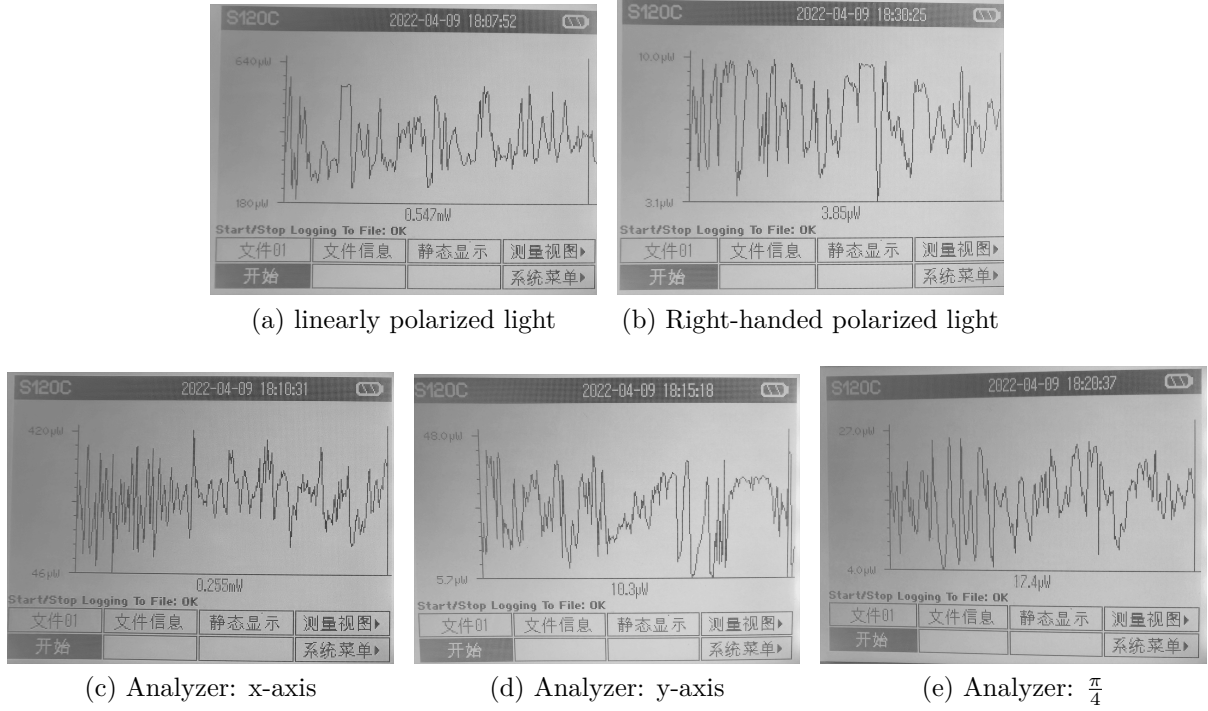 S120C 2022-04-09 18:07:52
640μW
180μW
0.547mW
Start/Stop Logging To File: OK
文件01 文件信息 静态显示 测量视图
开始 系统菜单
(a) linearly polarized light
S120C 2022-04-09 18:30:25
10.0μW
3.1μW
3.85μW
Start/Stop Logging To File: OK
文件01 文件信息 静态显示 测量视图
开始 系统菜单
(b) Right-handed polarized light
S120C 2022-04-09 18:10:31
420μW
46μW
0.255mW
Start/Stop Logging To File: OK
文件01 文件信息 静态显示 测量视图
开始 系统菜单
(c) Analyzer: x-axis
S120C 2022-04-09 18:15:18
48.0μW
5.7μW
10.3μW
Start/Stop Logging To File: OK
文件01 文件信息 静态显示 测量视图
开始 系统菜单
(d) Analyzer: y-axis
S120C 2022-04-09 18:20:37
27.0μW
4.0μW
17.4μW
Start/Stop Logging To File: OK
文件01 文件信息 静态显示 测量视图
开始 系统菜单
(e) Analyzer: π/4